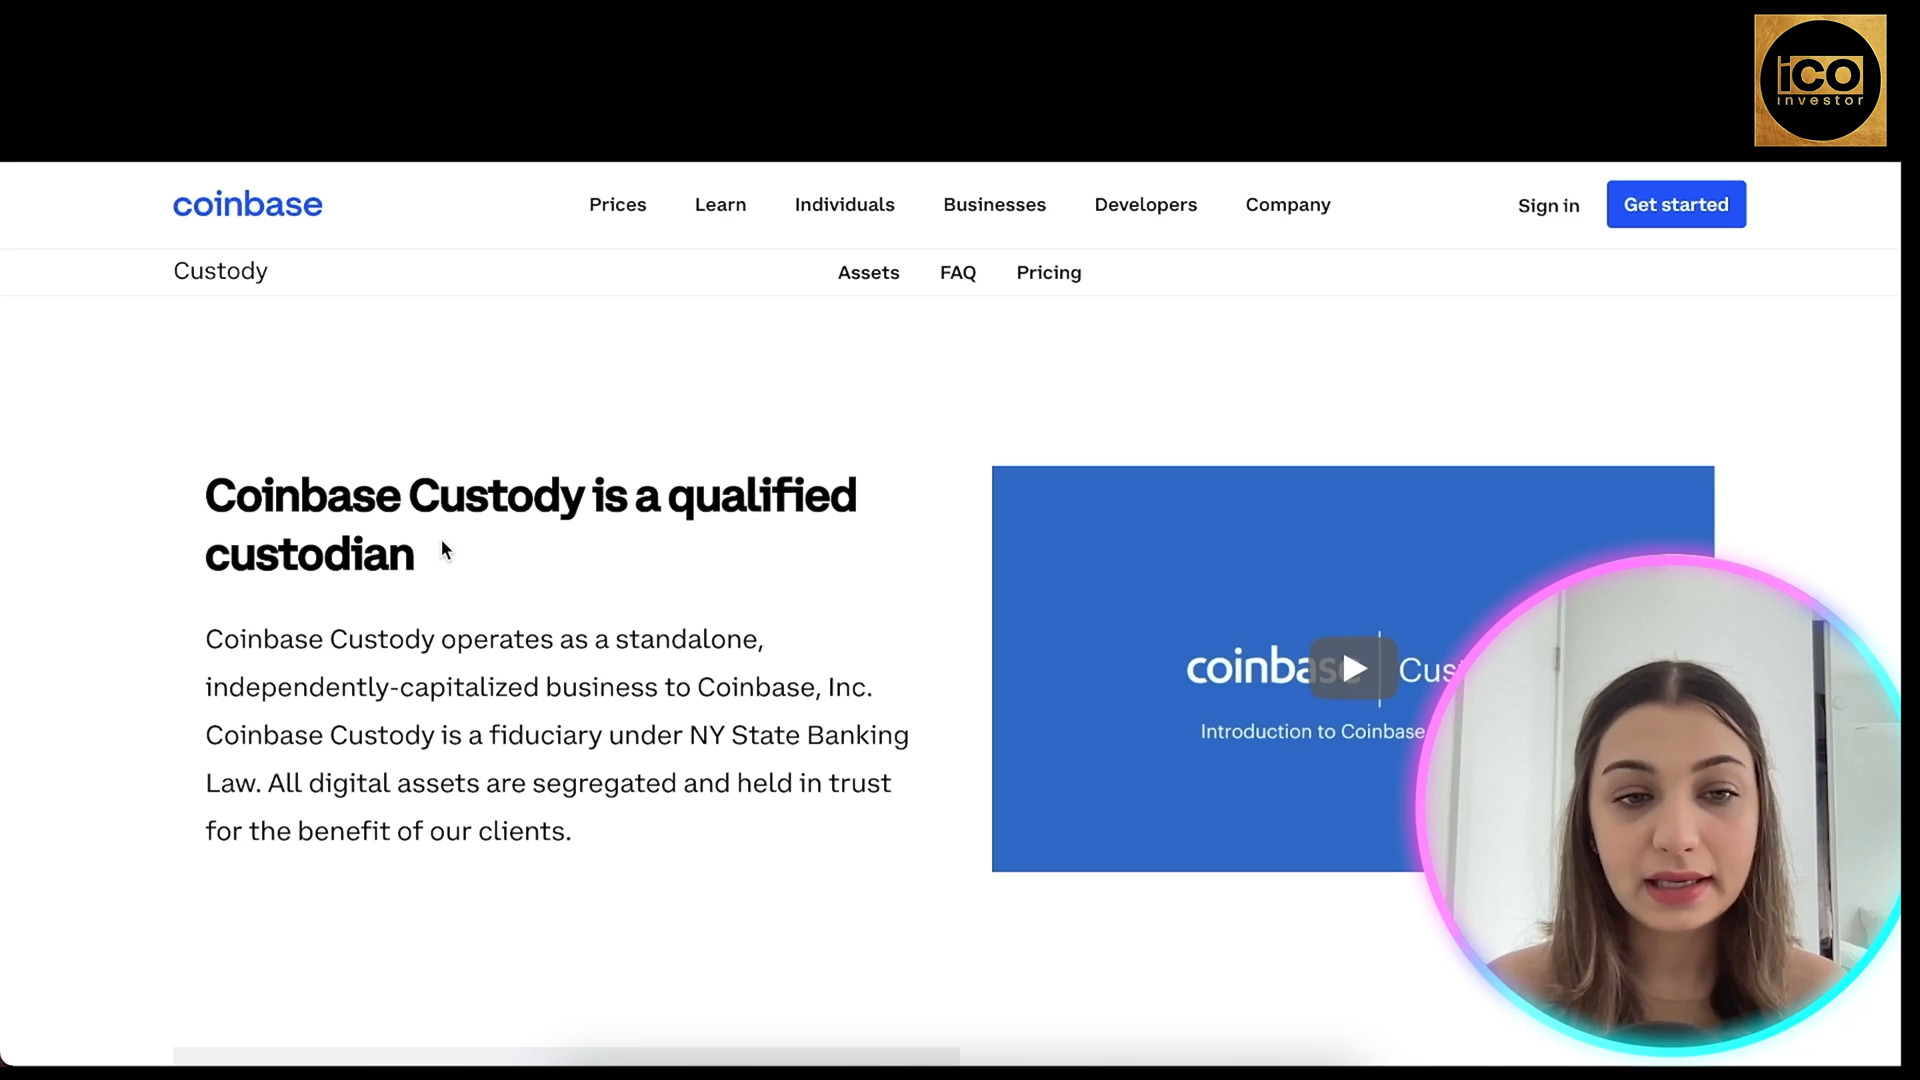 iCO
investor
coinbase
Prices Learn Individuals Businesses Developers Company
Sign in
Get started
Custody
Assets FAQ Pricing
Coinbase Custody is a qualified
custodian
Coinbase Custody operates as a standalone,
independently-capitalized business to Coinbase, Inc.
Coinbase Custody is a fiduciary under NY State Banking
Law. All digital assets are segregated and held in trust
for the benefit of our clients.
coinbase Cus
Introduction to Coinbase